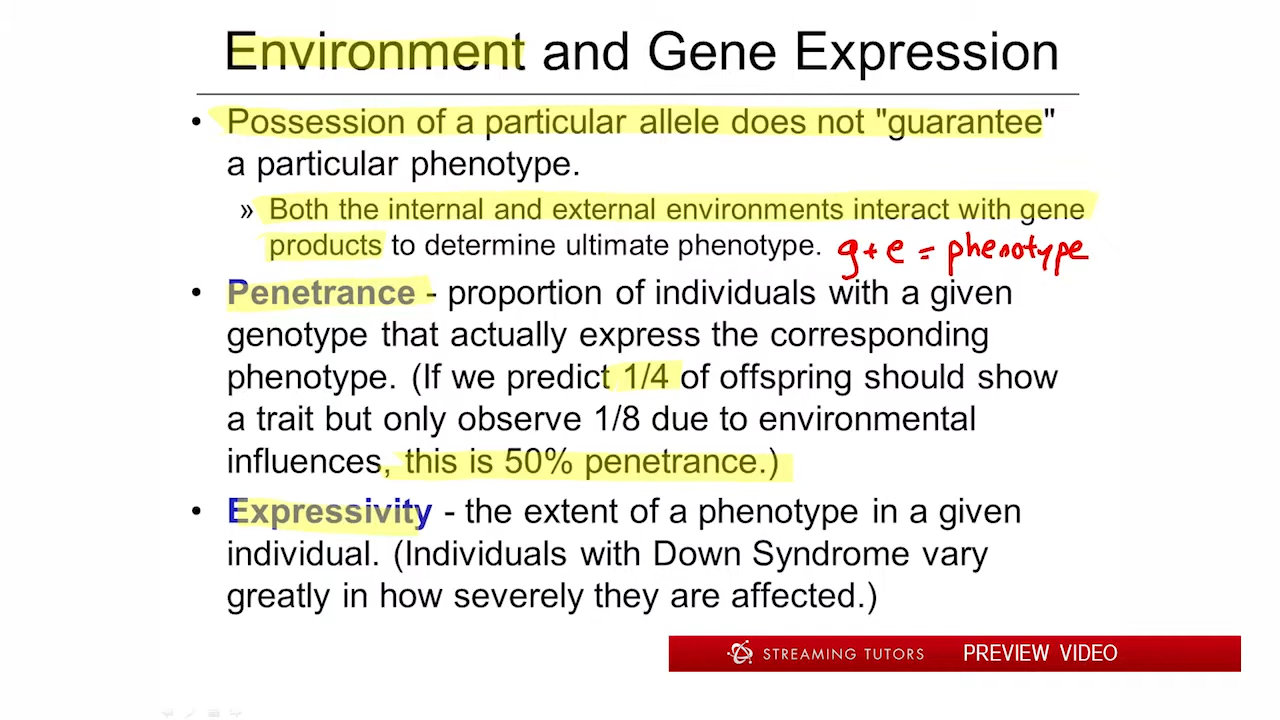 Environment and Gene Expression
• Possession of a particular allele does not "guarantee"
a particular phenotype.
» Both the internal and external environments interact with gene
products to determine ultimate phenotype. g + e = phenotype
• Penetrance - proportion of individuals with a given
genotype that actually express the corresponding
phenotype. (If we predict 1/4 of offspring should show
a trait but only observe 1/8 due to environmental
influences, this is 50% penetrance.)
• Expressivity - the extent of a phenotype in a given
individual. (Individuals with Down Syndrome vary
greatly in how severely they are affected.)
STREAMING TUTORS PREVIEW VIDEO